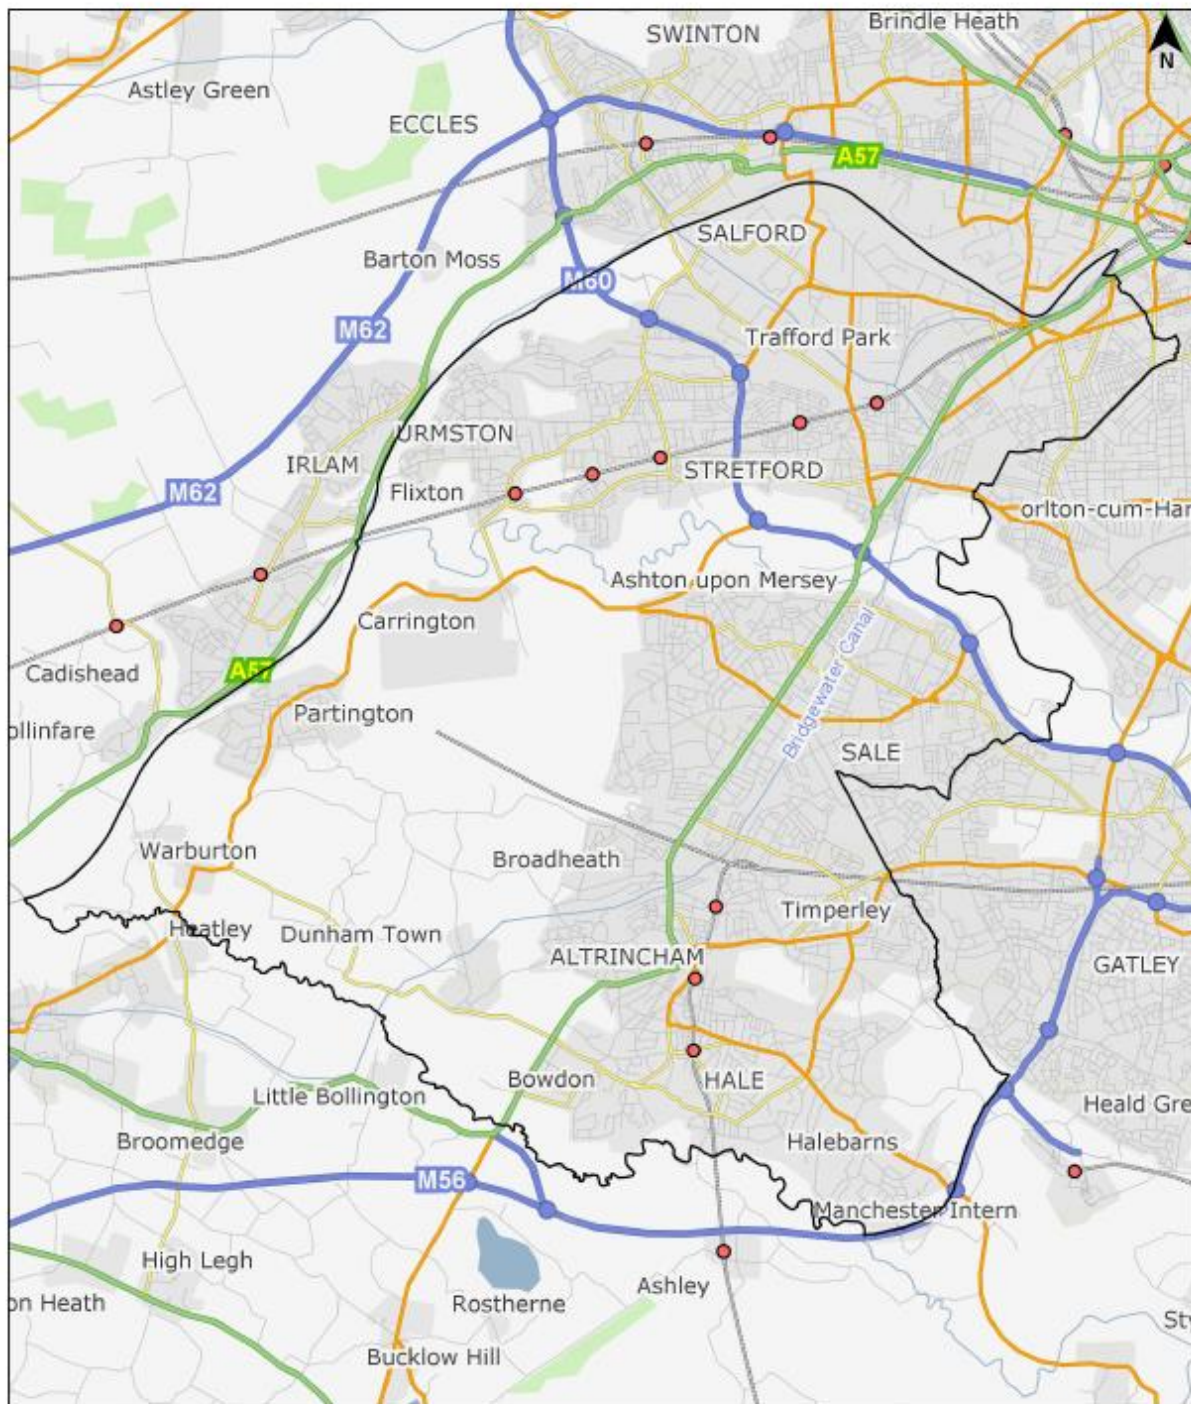 SWINTON
Brindle Heath
N
Astley Green
ECCLES
A57
SALFORD
Barton Moss
M60
M62
Trafford Park
URMSTON
IRLAM
STRETFORD
M62
Flixton
orlton-cum-Har
Ashton upon Mersey
Carrington
Bridgewater Canal
Cadishead
A57
Partington
ollinfare
SALE
Warburton
Broadheath
Timperley
Heatley
Dunham Town
ALTRINCHAM
GATLEY
Bowdon
HALE
Little Bollington
Heald Gre
Broomedge
Halebarns
M56
Manchester Intern
High Legh
Ashley
on Heath
Rostherne
Sty
Bucklow Hill